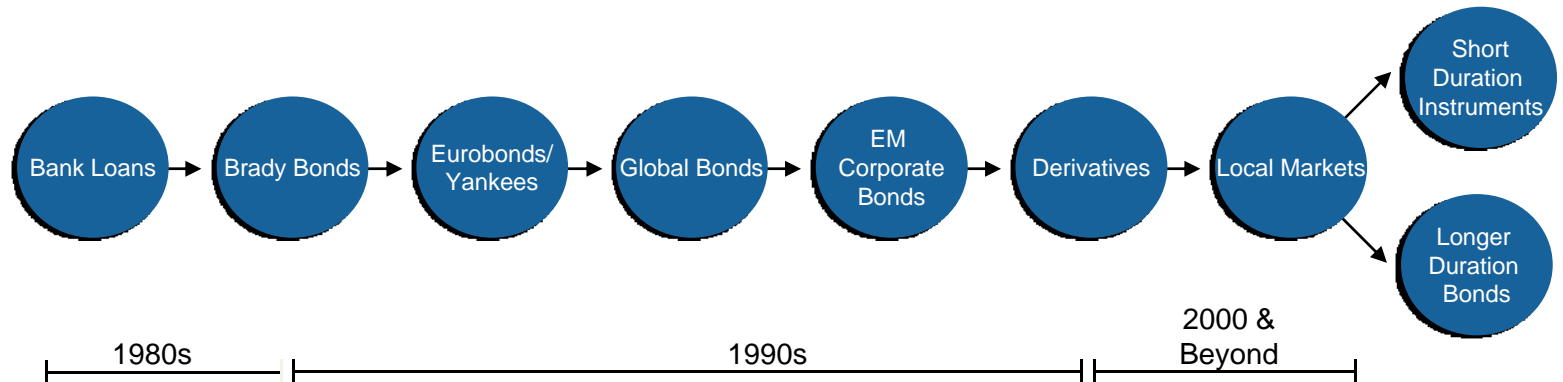 Bank Loans
Brady Bonds
Eurobonds/
Yankees
Global Bonds
EM
Corporate
Bonds
Derivatives
Local Markets
Short
Duration
Instruments
Longer
Duration
Bonds
1980s
1990s
2000 &
Beyond